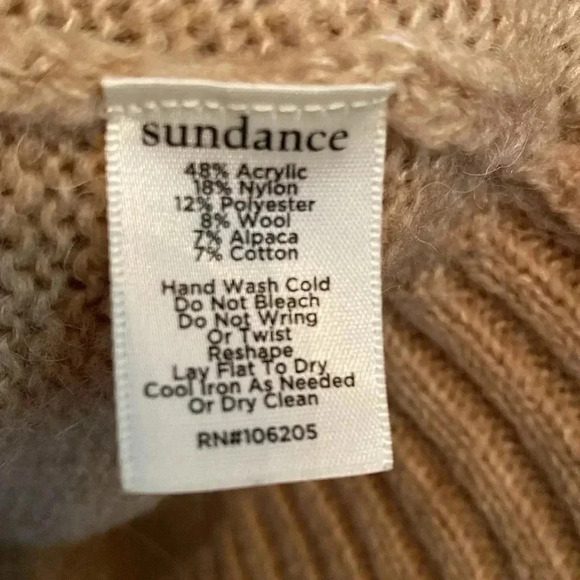 sundance
48% Acrylic
18% Nylon
12% Polyester
8% Wool
7% Alpaca
7% Cotton
Hand Wash Cold
Do Not Bleach
Do Not Wring
Or Twist
Reshape
Lay Flat To Dry
Cool Iron As Needed
Or Dry Clean
RN#106205